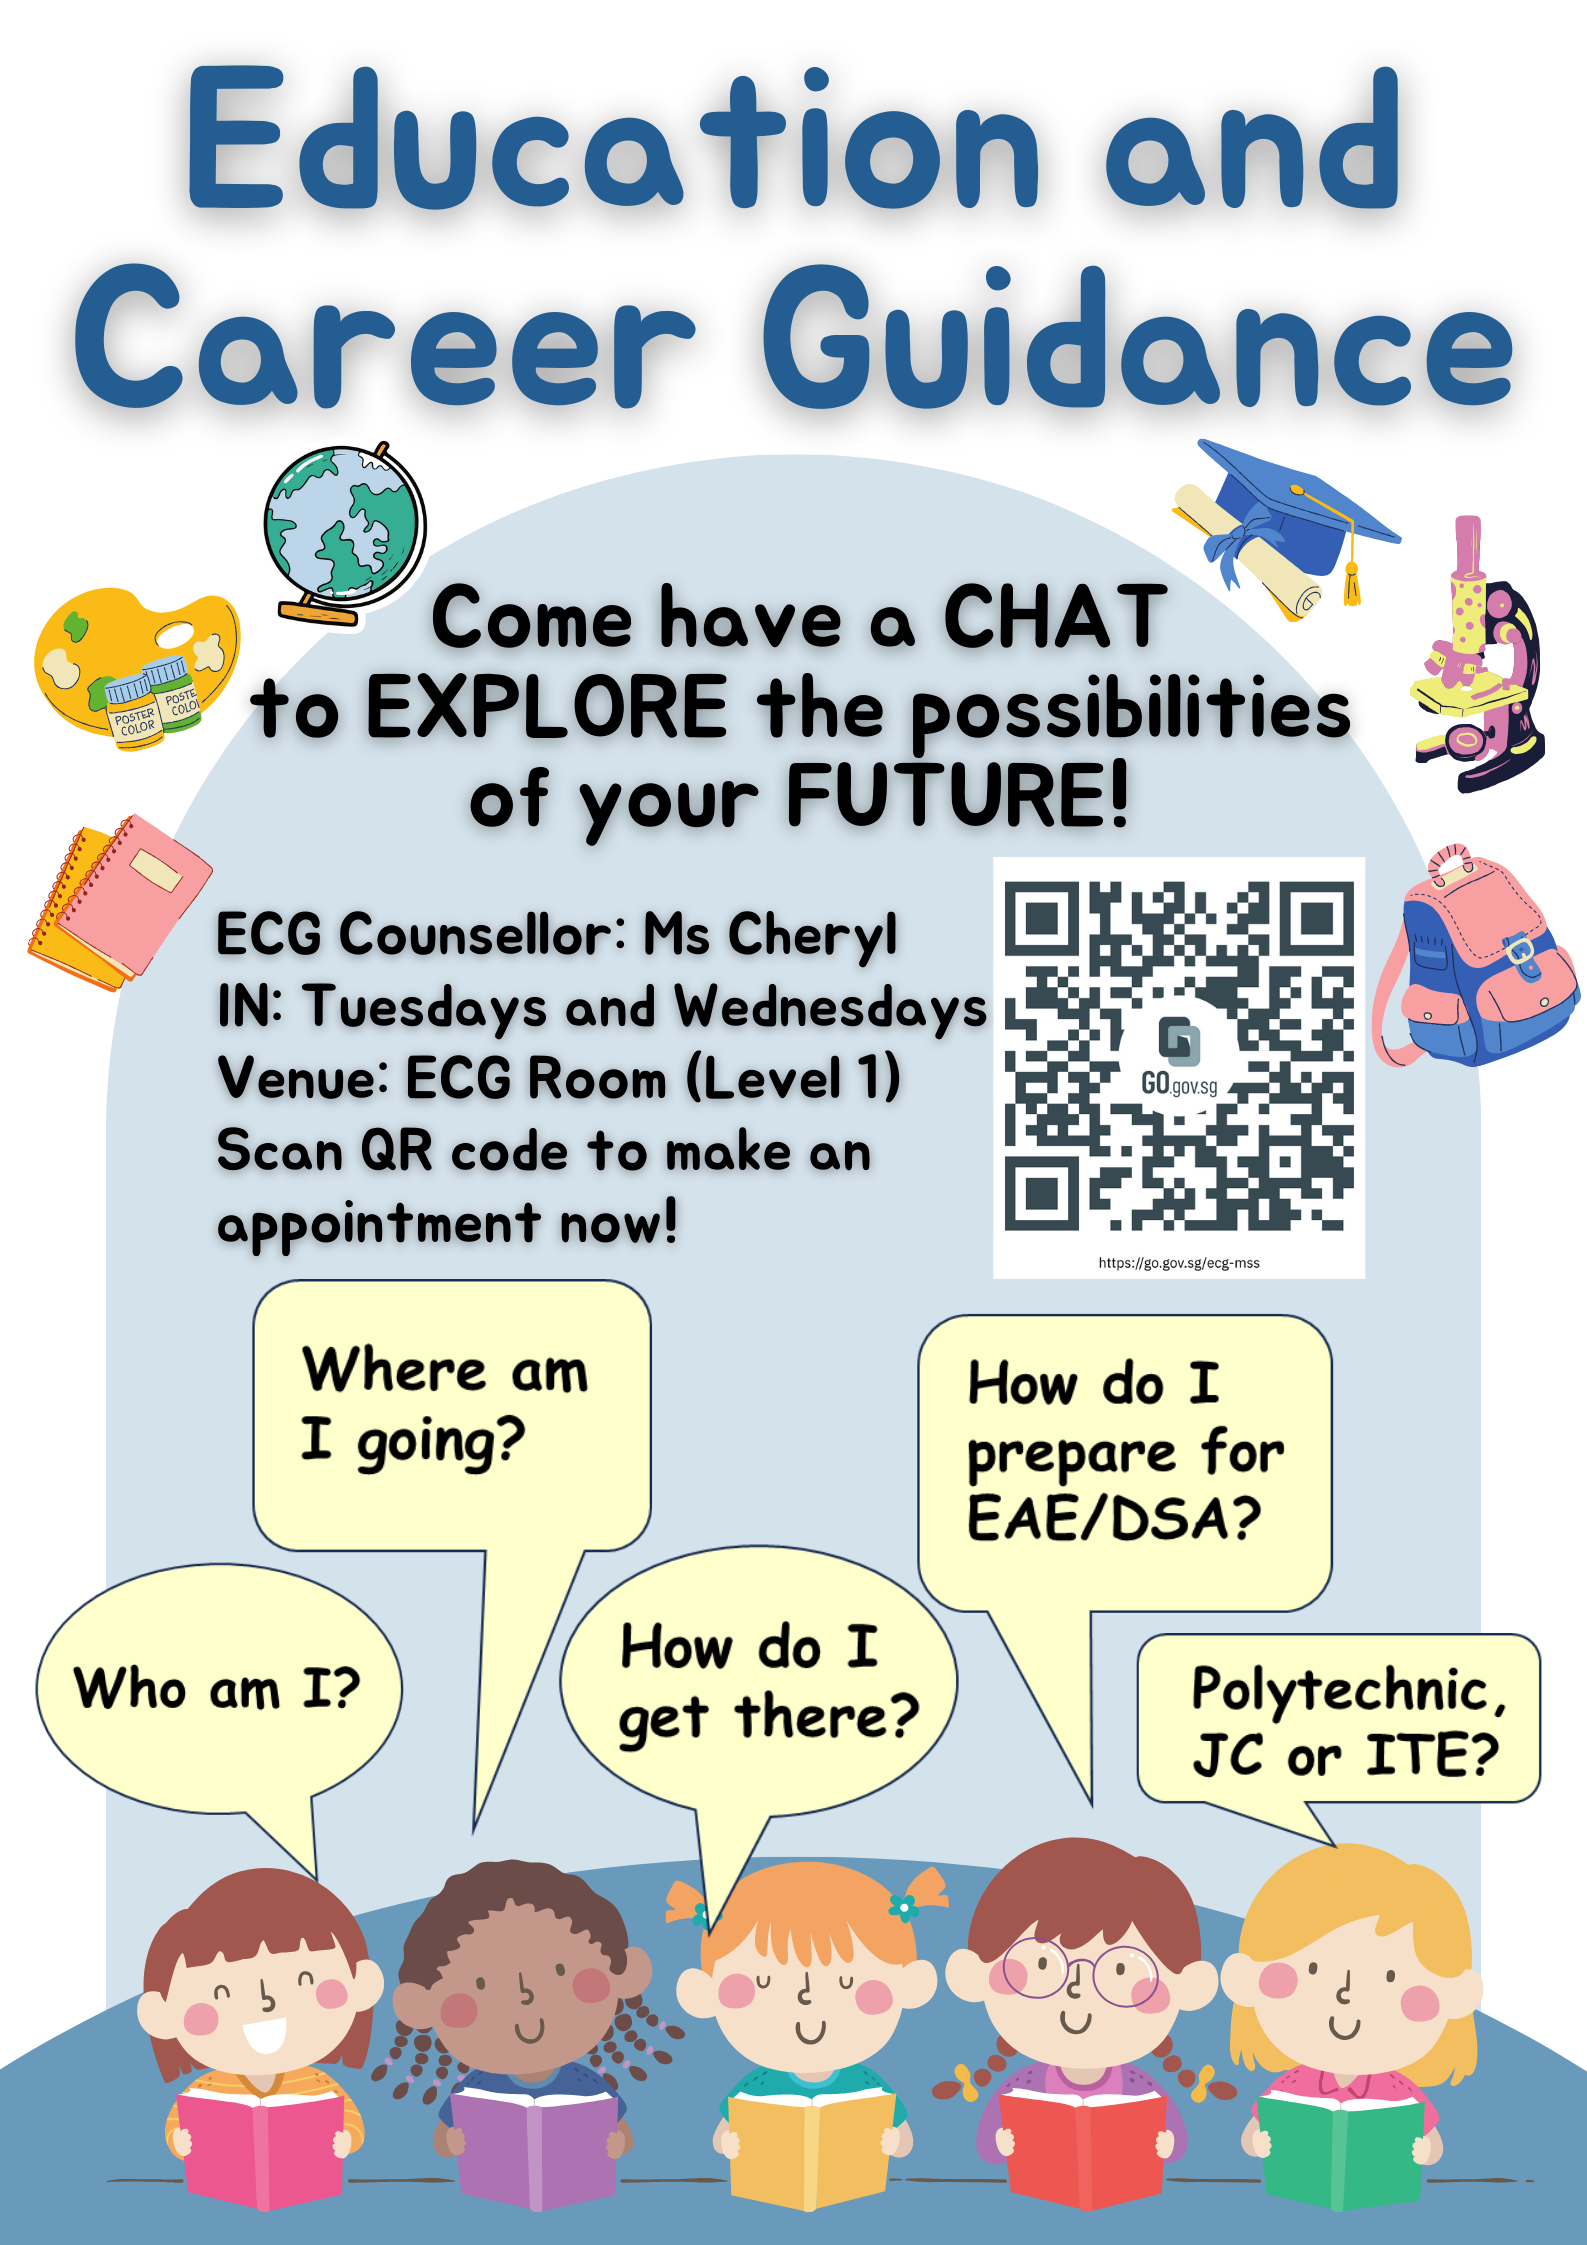 Education and
Career Guidance
Come have a CHAT
to EXPLORE the possibilities
of your FUTURE!
POSTER
COLOR
POSTE
COLO
ECG Counsellor: Ms Cheryl
IN: Tuesdays and Wednesdays
Venue: ECG Room (Level 1)
Scan QR code to make an
appointment now!
GO.gov.sg
https://go.gov.sg/ecg-mss
Where am
I going?
How do I
prepare for
EAE/DSA?
Who am I?
How do I
get there?
Polytechnic,
JC or ITE?